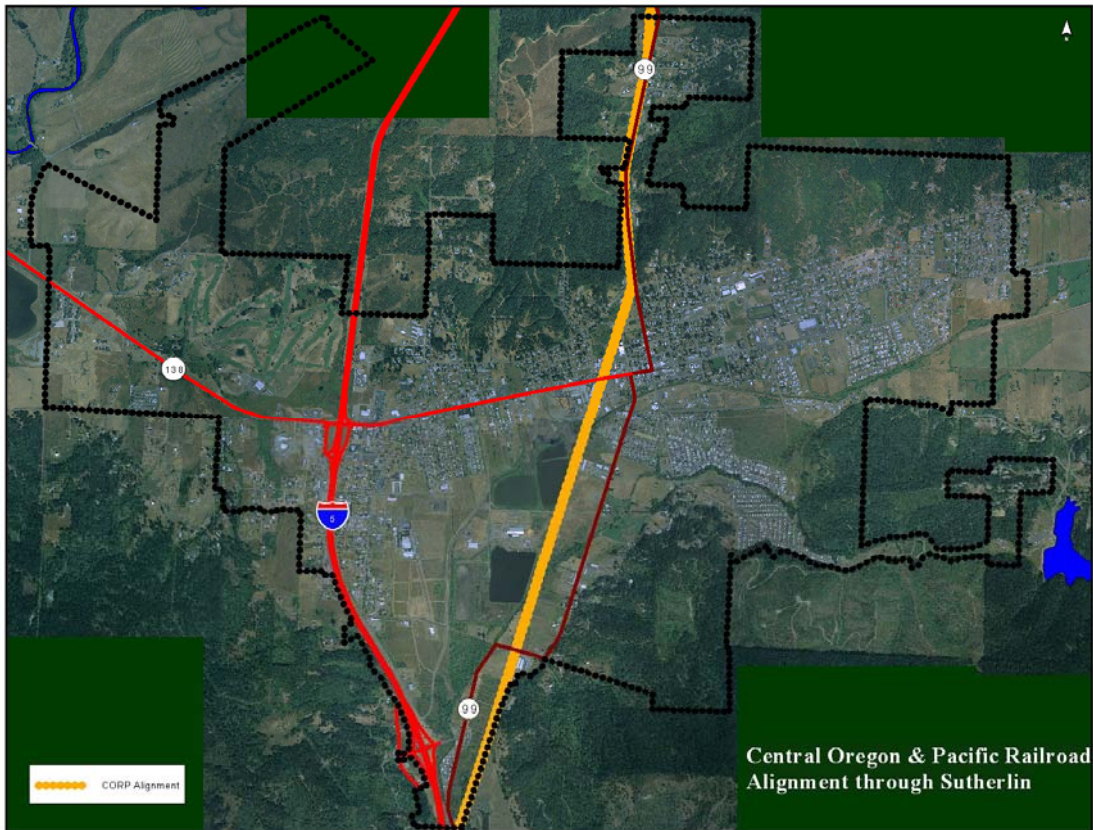 N
99
138
5
99
CORP Alignment
Central Oregon & Pacific Railroad
Alignment through Sutherlin